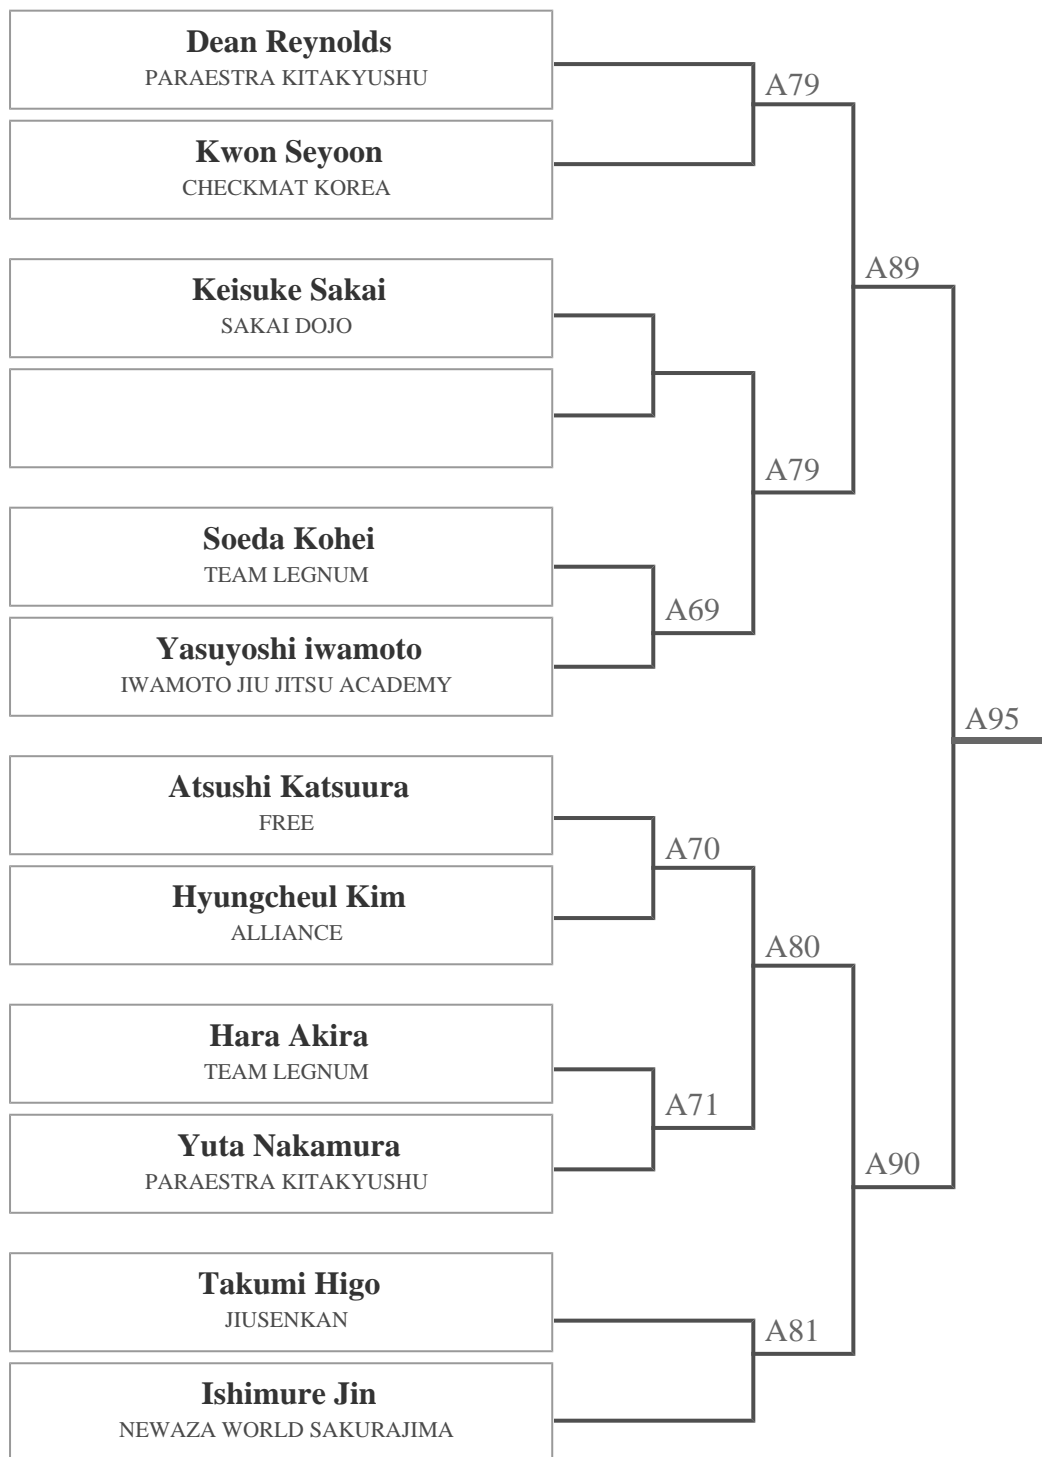 Dean Reynolds
PARAESTRA KITAKYUSHU
A79
Kwon Seyoon
CHECKMAT KOREA
A89
Keisuke Sakai
SAKAI DOJO
A79
Soeda Kohei
TEAM LEGNUM
A69
Yasuyoshi iwamoto
IWAMOTO JIU JITSU ACADEMY
A95
Atsushi Katsuura
FREE
A70
Hyungcheul Kim
ALLIANCE
A80
Hara Akira
TEAM LEGNUM
A71
Yuta Nakamura
PARAESTRA KITAKYUSHU
A90
Takumi Higo
JIUSENKAN
A81
Ishimure Jin
NEWAZA WORLD SAKURAJIMA